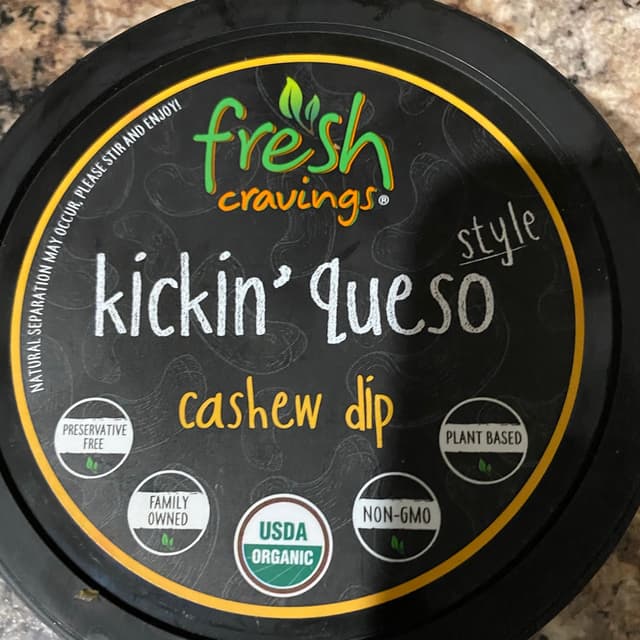 NATURAL SEPARATION MAY OCCUR, PLEASE STIR AND ENJOY!
fresh
cravings®
style
kickin' queso
cashew dip
PRESERVATIVE
FREE
FAMILY
OWNED
USDA
ORGANIC
NON-GMO
PLANT BASED